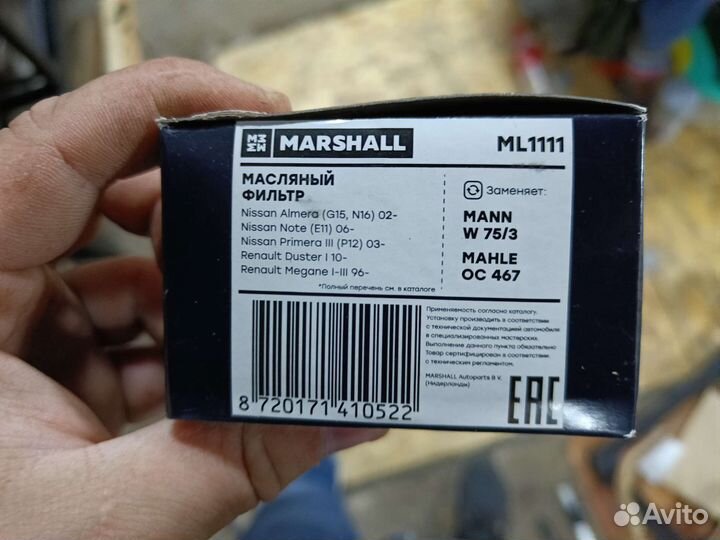 MARSHALL
ML1111
МАСЛЯНЫЙ
ФИЛЬТР
Nissan Almera (G15, N16) 02-
Nissan Note (E11) 06-
Nissan Primera III (P12) 03-
Renault Duster I 10-
Renault Megane I-III 96-
*Полный перечень см. в каталоге
Заменяет:
MANN
W 75/3
MAHLE
OC 467
Применяемость согласно каталогу.
Установку производить в соответствии
с технической документацией автомобиля
в специализированных мастерских.
Выполнение данного пункта обязательно
Товар сертифицирован в соответствии
с техническим регламентом.
MARSHALL Autoparts B.V.
(Нидерланды)
8 720171 410522
EAC
Avito